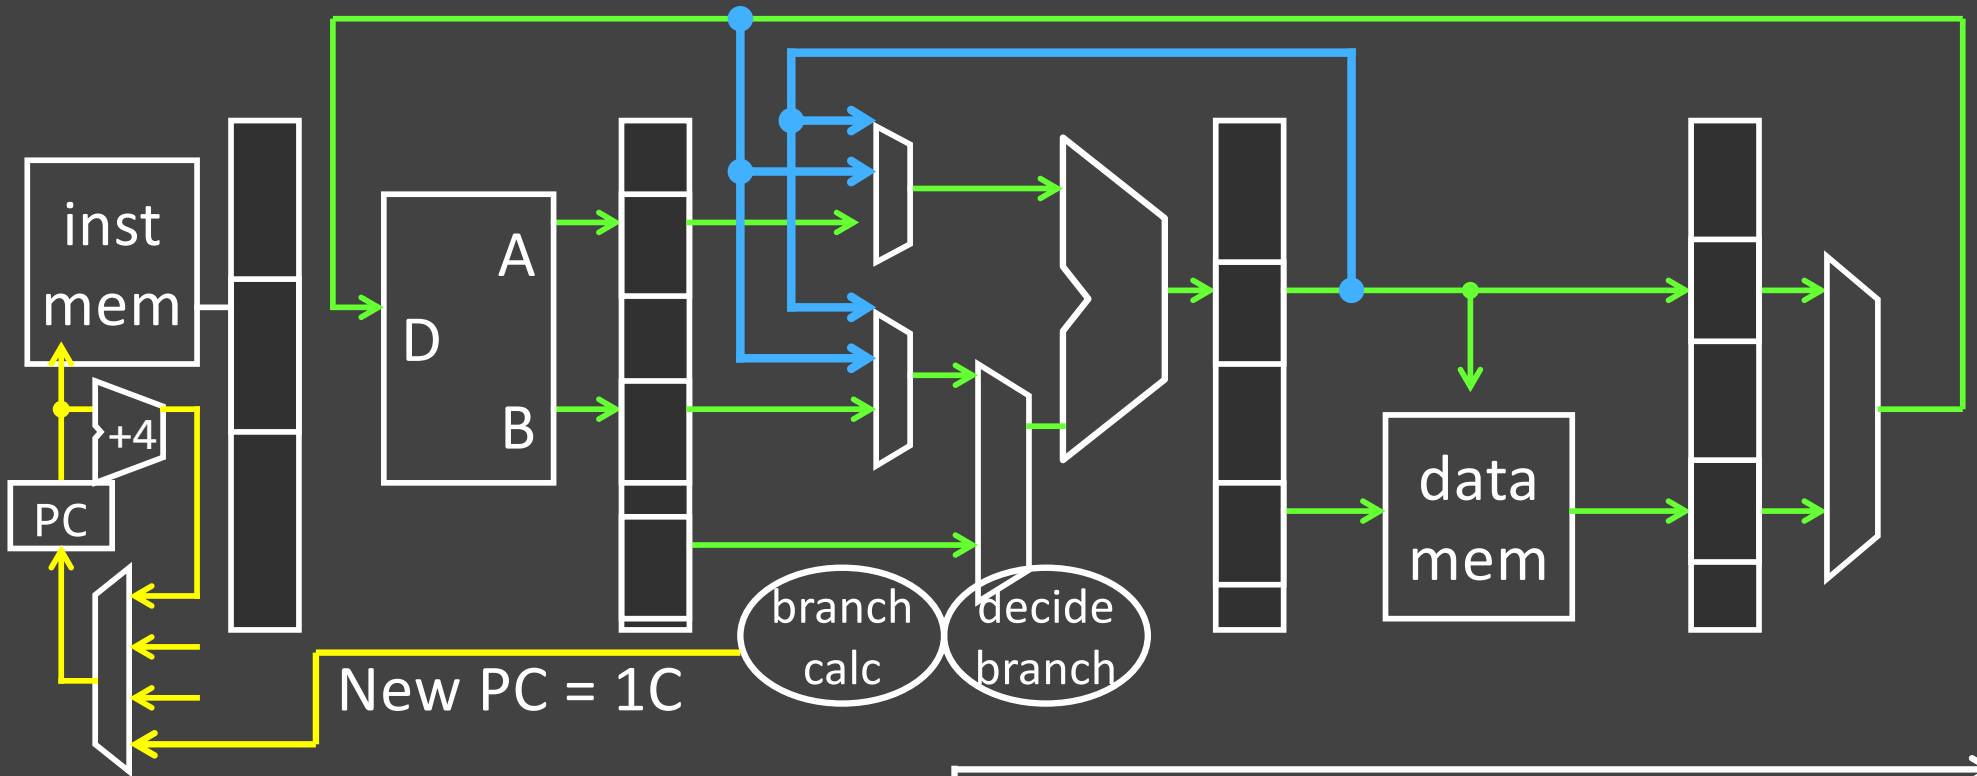 inst
mem
+4
PC
D
A
B
New PC = 1C
branch
calc
decide
branch
data
mem